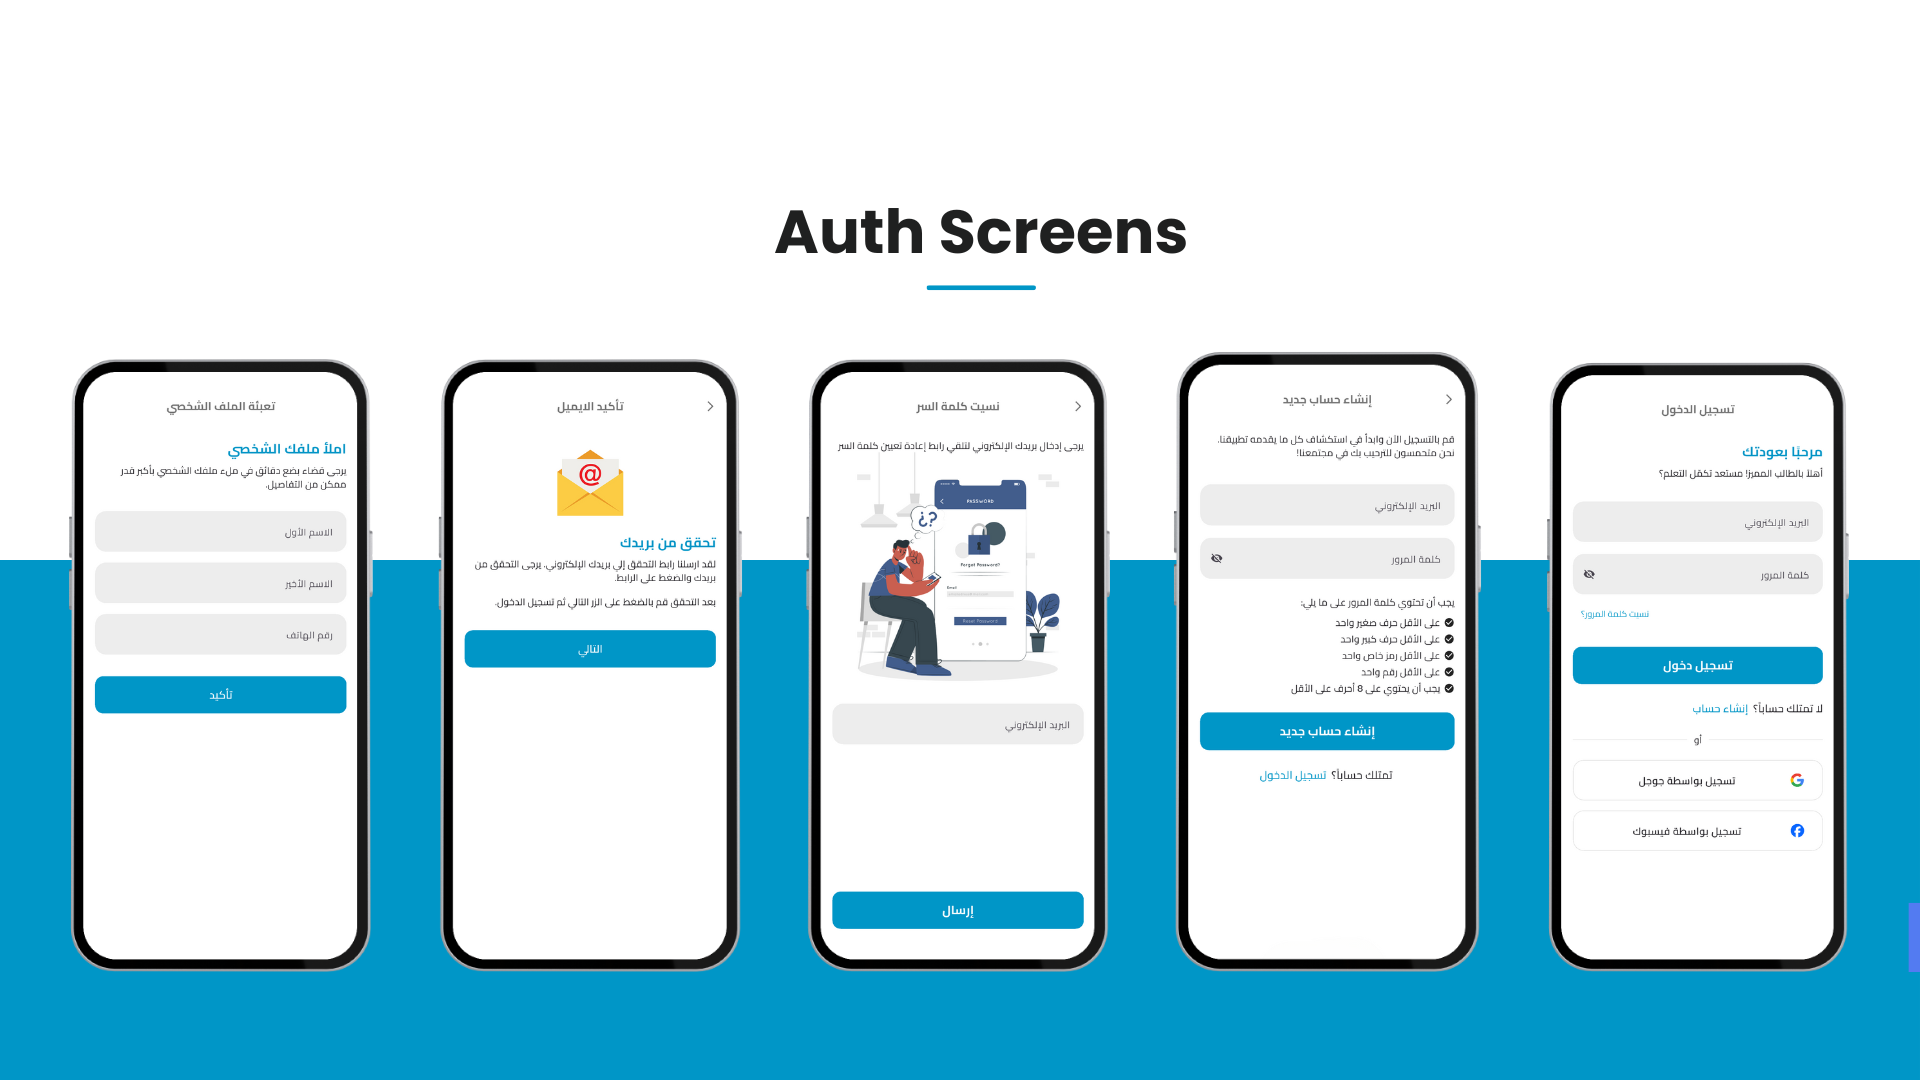 Auth Screens
تسجيل الدخول
مرحبًا بعودتك
أهلاً بالطالب المميز! مستعد تكمّل التعلم؟
البريد الإلكتروني
كلمة المرور
نسيت كلمة المرور؟
تسجيل دخول
لا تمتلك حساباً؟ إنشاء حساب
أو
تسجيل بواسطة جوجل
تسجيل بواسطة فيسبوك
إنشاء حساب جديد
قم بالتسجيل الآن وابدأ في استكشاف كل ما يقدمه تطبيقنا.
نحن متحمسون للترحيب بك في مجتمعنا!
البريد الإلكتروني
كلمة المرور
يجب أن تحتوي كلمة المرور على ما يلي:
على الأقل حرف صغير واحد
على الأقل حرف كبير واحد
على الأقل رمز خاص واحد
على الأقل رقم واحد
يجب أن يحتوي على 8 أحرف على الأقل
إنشاء حساب جديد
تمتلك حساباً؟ تسجيل الدخول
نسيت كلمة السر
يرجى إدخال بريدك الإلكتروني لتلقي رابط إعادة تعيين كلمة السر
PASSWORD
¿?
Forgot Password?
Email
Reset Password
البريد الإلكتروني
إرسال
تأكيد الايميل
@
تحقق من بريدك
لقد ارسلنا رابط التحقق إلي بريدك الإلكتروني، يرجى التحقق من
بريدك والضغط على الرابط.
بعد التحقق قم بالضغط على الزر التالي ثم تسجيل الدخول.
التالي
تعبئة الملف الشخصي
املأ ملفك الشخصي
يرجى قضاء بضع دقائق في ملء ملفك الشخصي بأكبر قدر
ممكن من التفاصيل.
الاسم الأول
الاسم الأخير
رقم الهاتف
تأكيد